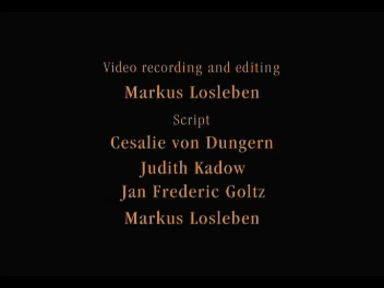 Video recording and editing
Markus Losleben
Script
Cesalie von Dungern
Judith Kadow
Jan Frederic Goltz
Markus Losleben